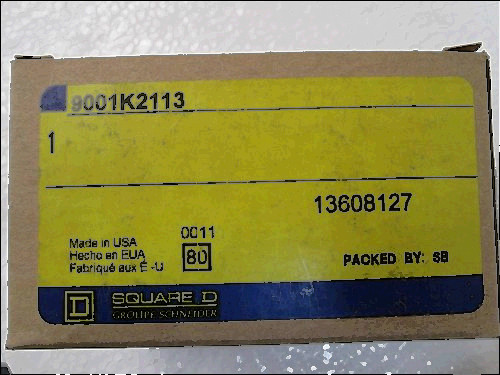 9001K2113
1
13608127
0011
Made in USA
Hecho en EUA
80
Fabriqué aux É-U
PACKED BY: SB
D SQUARE D
GROUPE SCHNEIDER